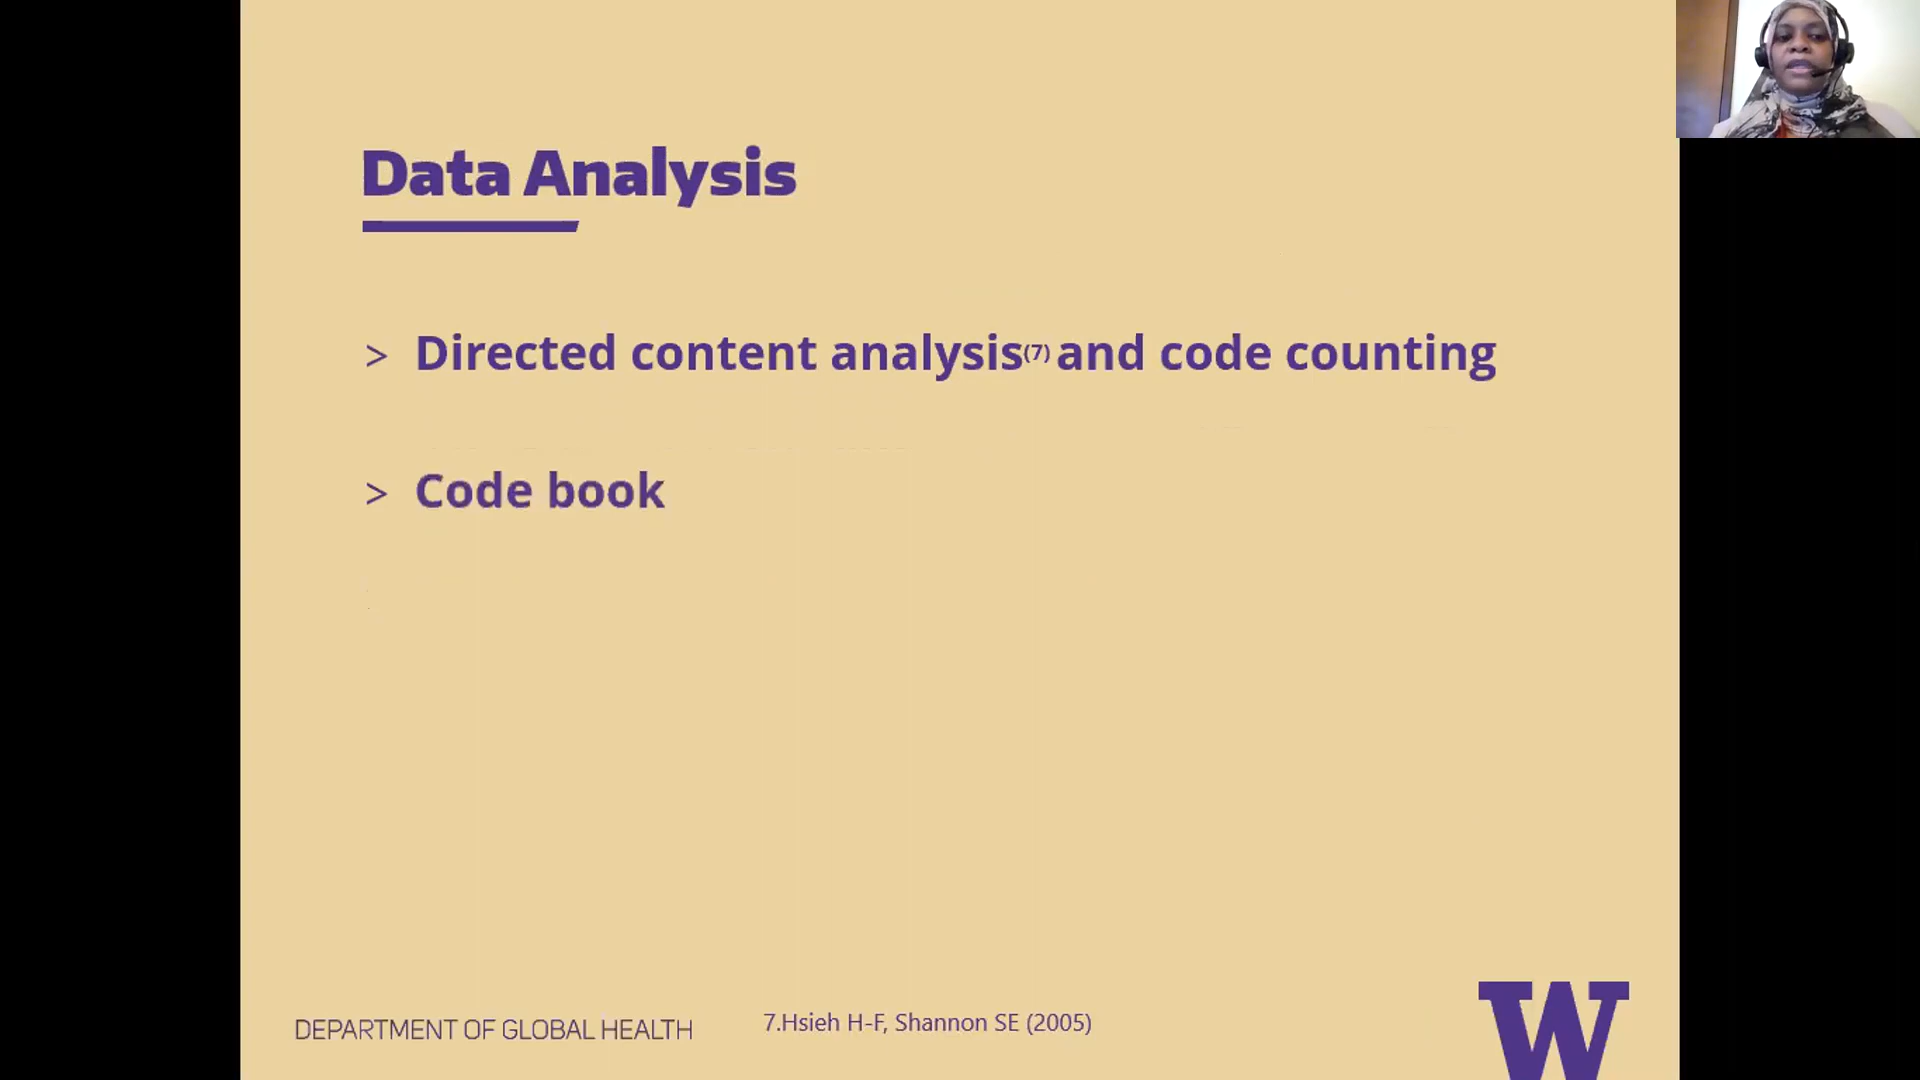 Data Analysis
> Directed content analysis(7) and code counting
> Code book
DEPARTMENT OF GLOBAL HEALTH
7.Hsieh H-F, Shannon SE (2005)
W